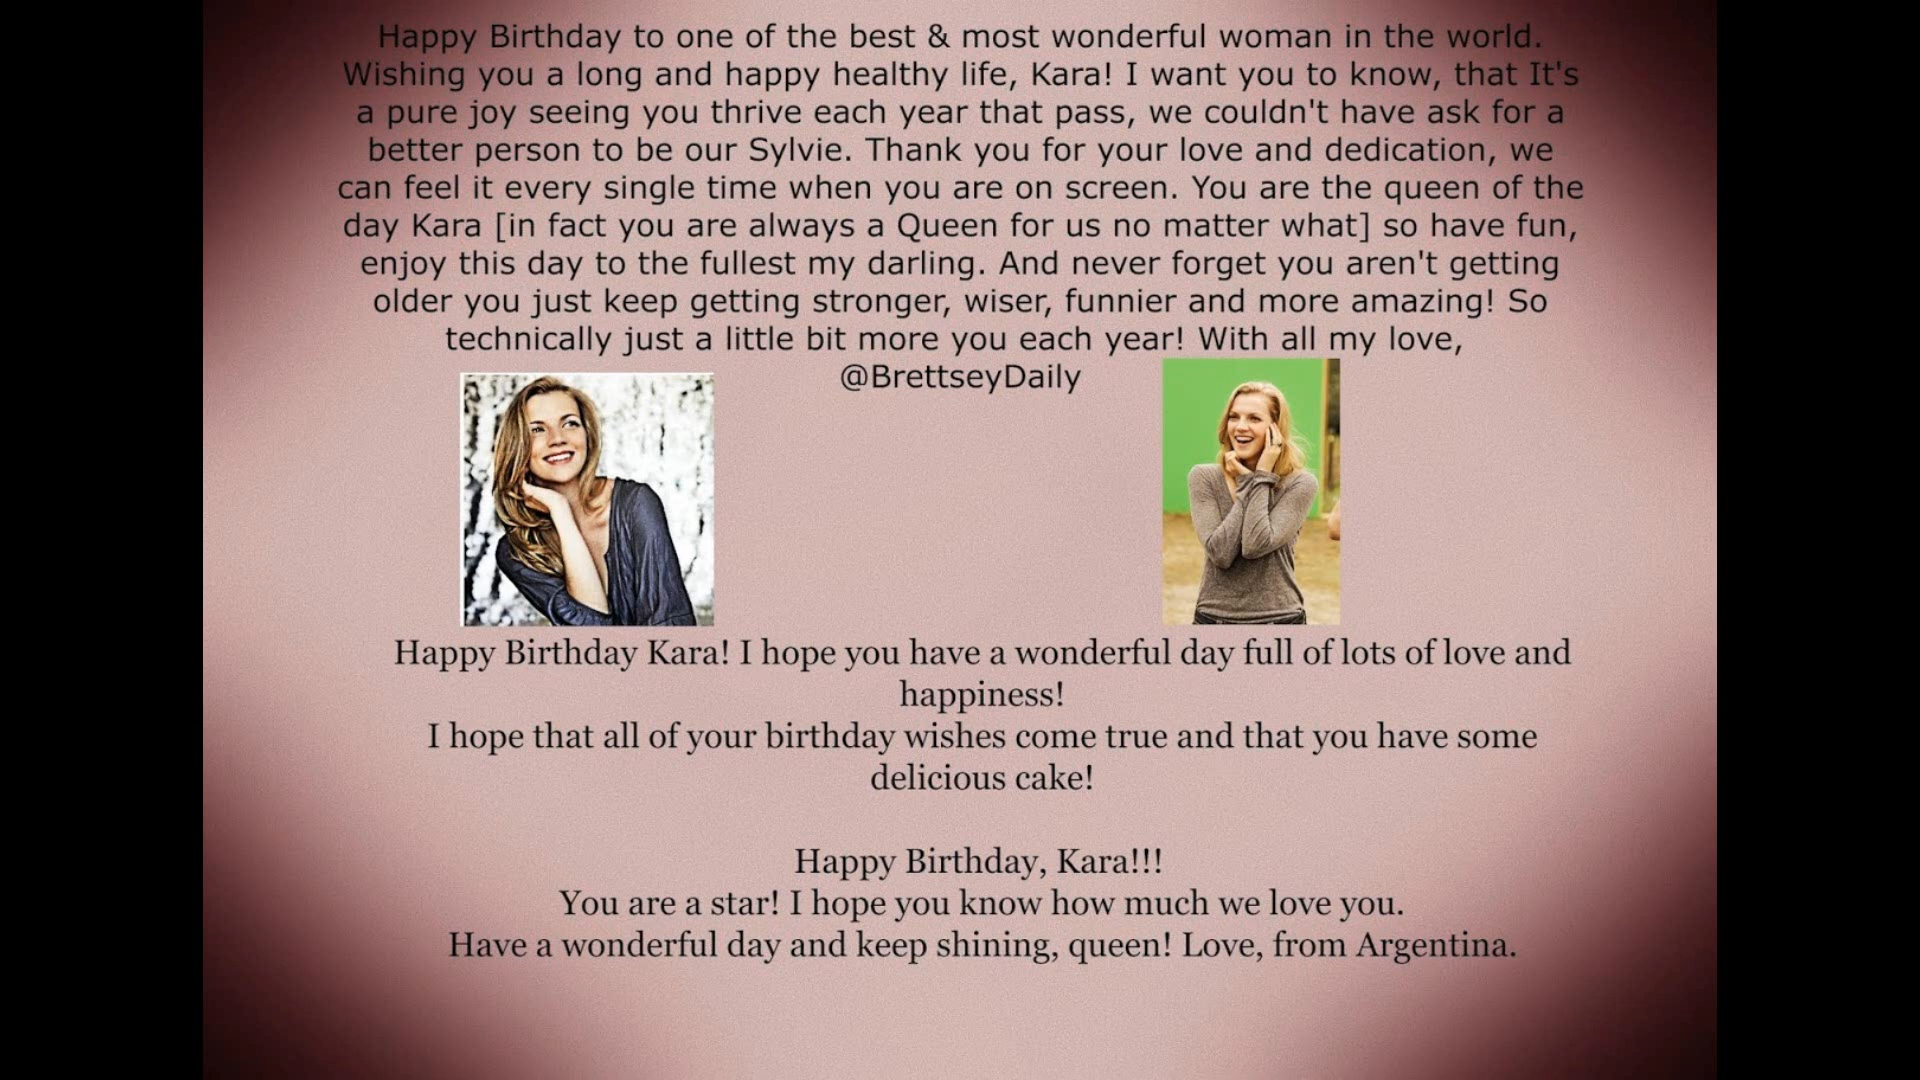 Happy Birthday to one of the best & most wonderful woman in the world.
Wishing you a long and happy healthy life, Kara! I want you to know, that It's
a pure joy seeing you thrive each year that pass, we couldn't have ask for a
better person to be our Sylvie. Thank you for your love and dedication, we
can feel it every single time when you are on screen. You are the queen of the
day Kara [in fact you are always a Queen for us no matter what] so have fun,
enjoy this day to the fullest my darling. And never forget you aren't getting
older you just keep getting stronger, wiser, funnier and more amazing! So
technically just a little bit more you each year! With all my love,
@BrettseyDaily
Happy Birthday Kara! I hope you have a wonderful day full of lots of love and
happiness!
I hope that all of your birthday wishes come true and that you have some
delicious cake!
Happy Birthday, Kara!!!
You are a star! I hope you know how much we love you.
Have a wonderful day and keep shining, queen! Love, from Argentina.